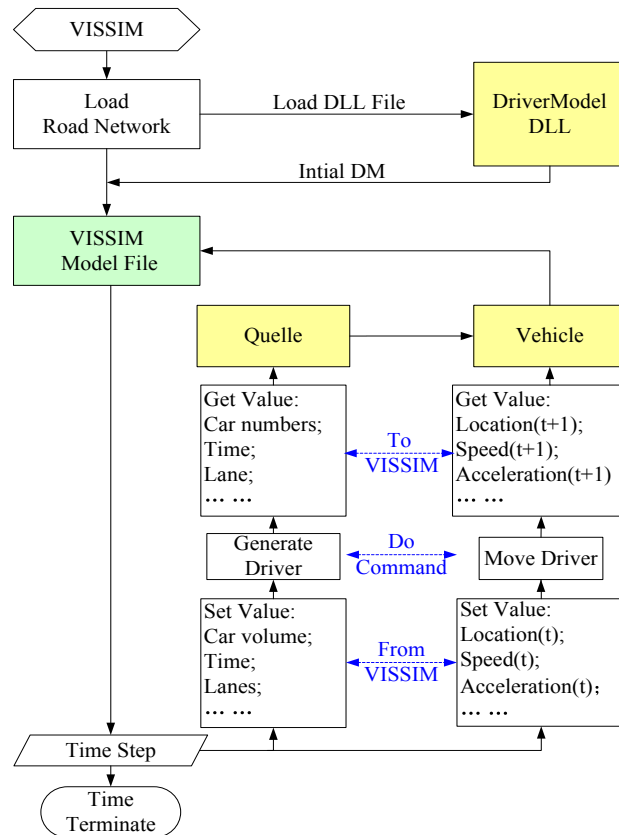 VISSIM
Load
Road Network
Load DLL File
DriverModel
DLL
Intial DM
VISSIM
Model File
Quelle
Vehicle
Get Value:
Car numbers;
Time;
Lane;
... ...
To
VISSIM
Get Value:
Location(t+1);
Speed(t+1);
Acceleration(t+1)
... ...
Generate
Driver
Do
Command
Move Driver
Set Value:
Car volume;
Time;
Lanes;
... ...
From
VISSIM
Set Value:
Location(t);
Speed(t);
Acceleration(t);
... ...
Time Step
Time
Terminate